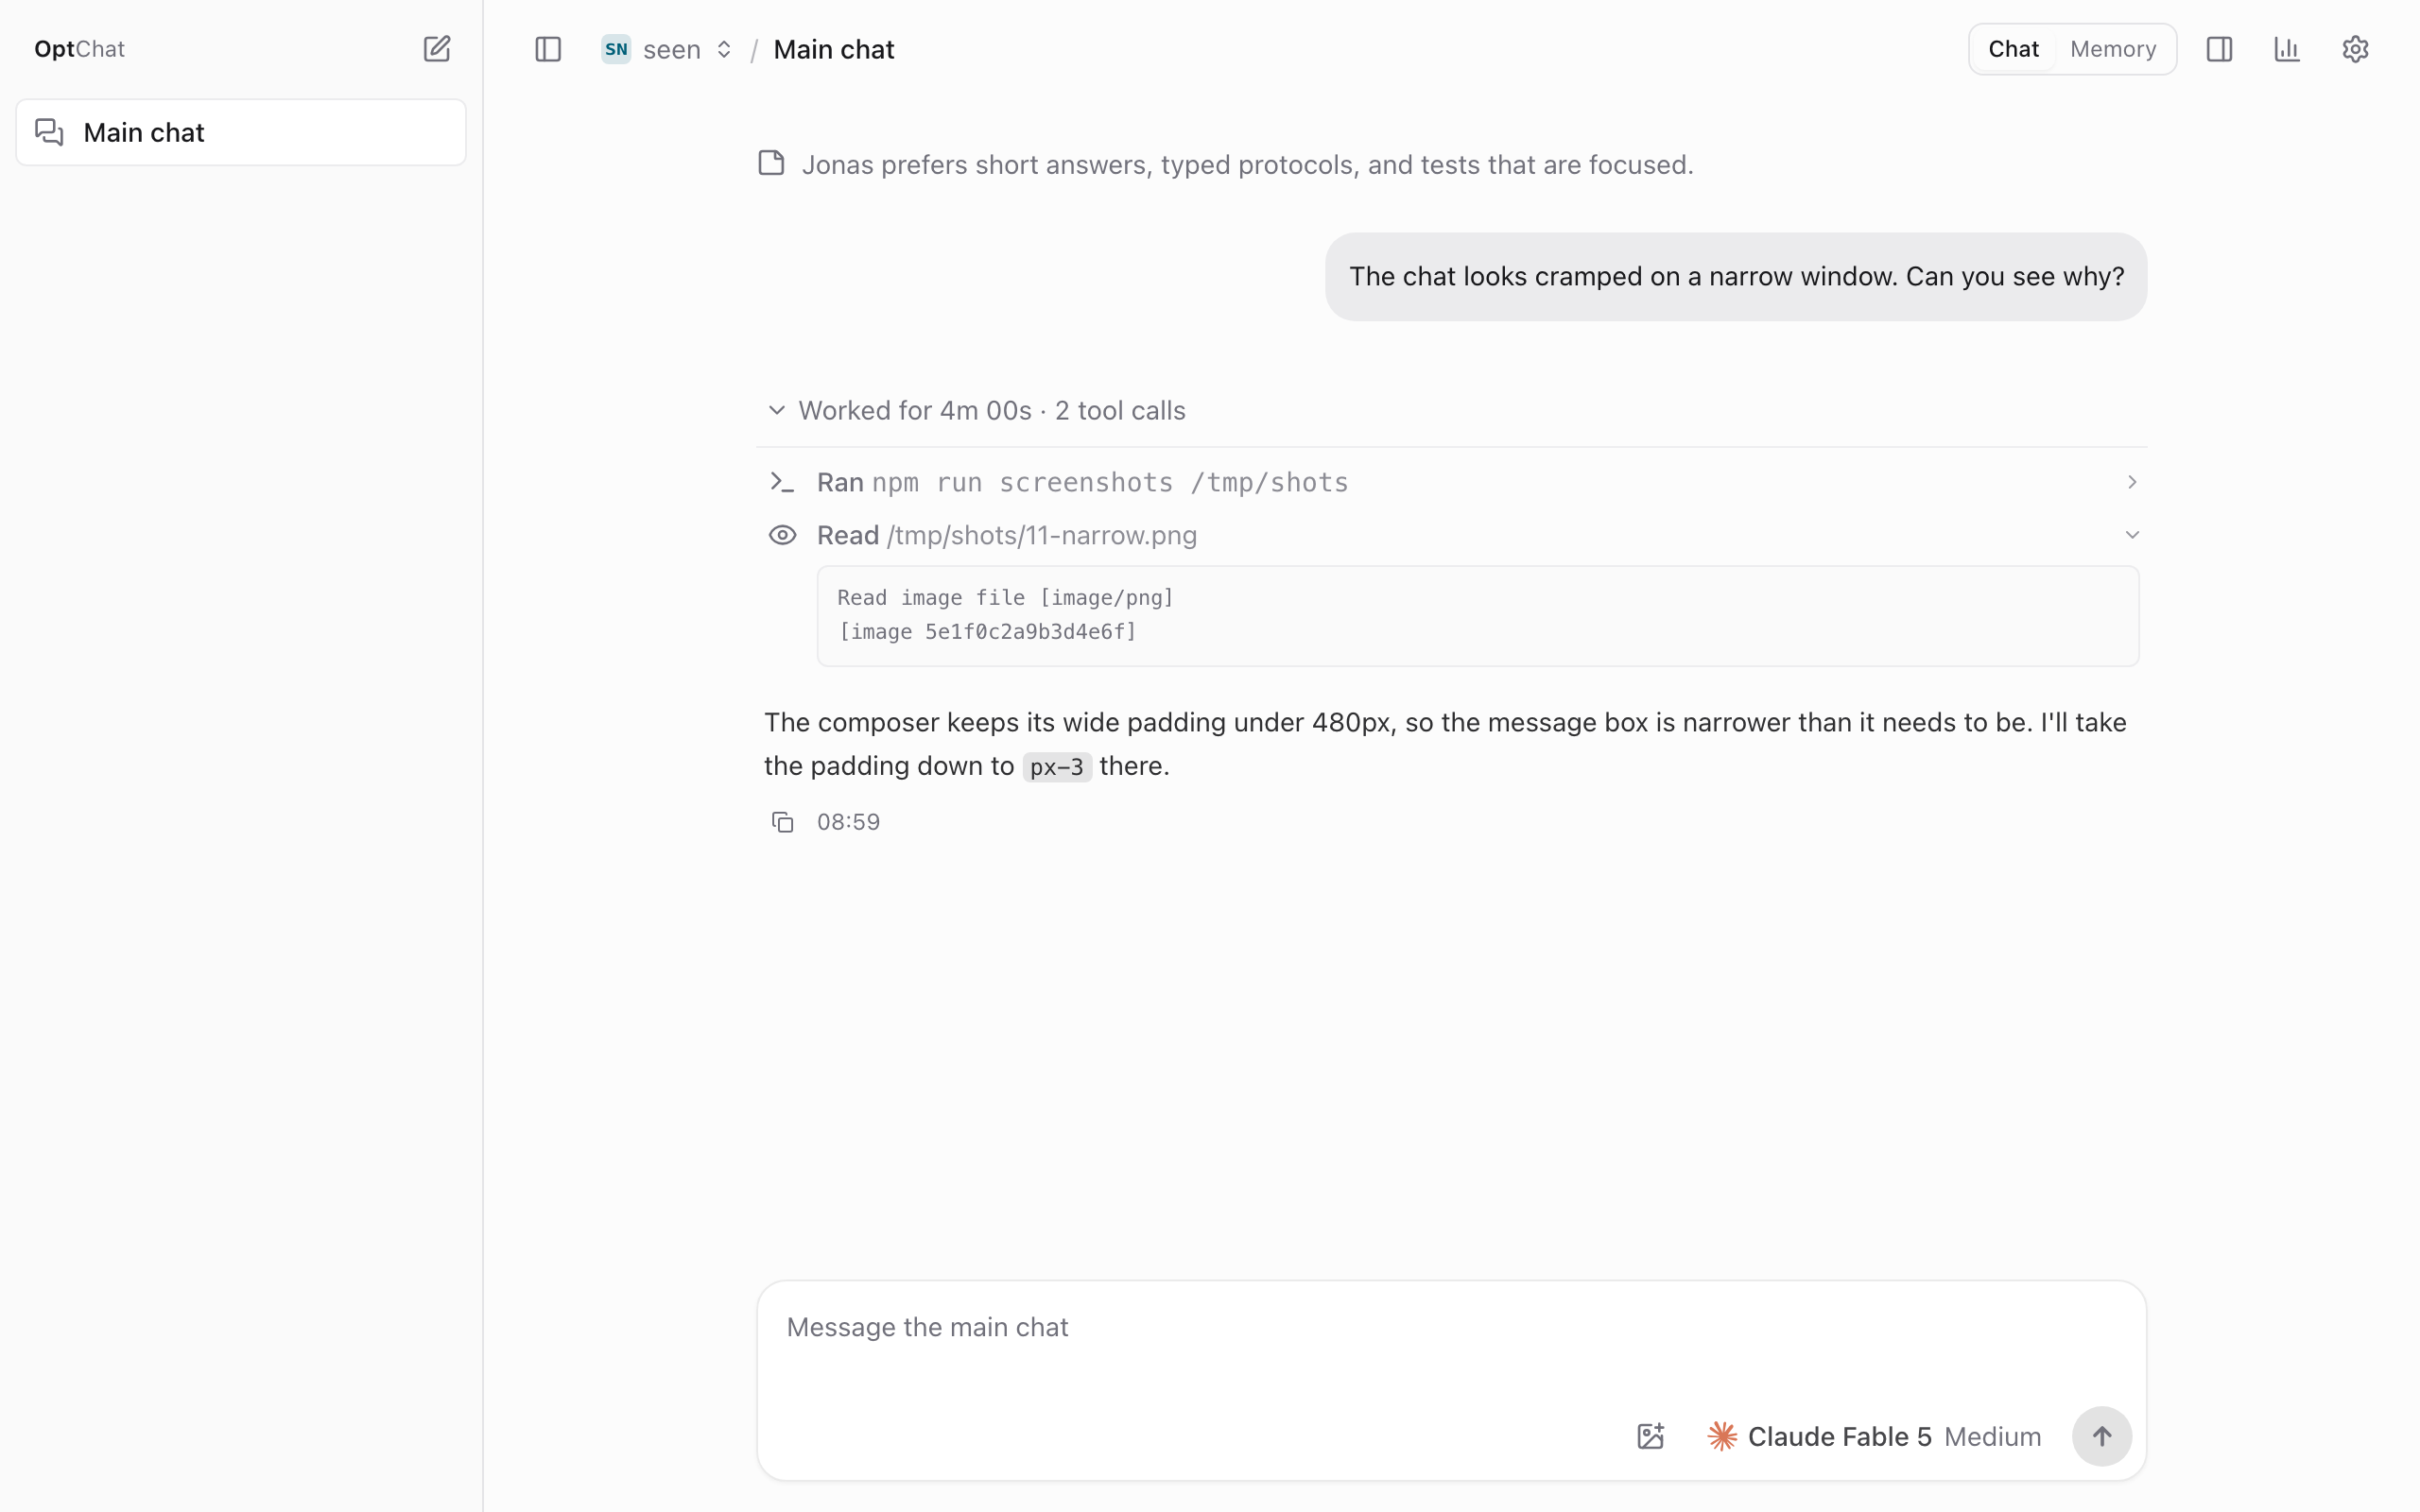 OptChat
SN seen / Main chat
Chat Memory
Main chat
Jonas prefers short answers, typed protocols, and tests that are focused.
The chat looks cramped on a narrow window. Can you see why?
Worked for 4m 00s · 2 tool calls
Ran npm run screenshots /tmp/shots
Read /tmp/shots/11-narrow.png
Read image file [image/png]
[image 5e1f0c2a9b3d4e6f]
The composer keeps its wide padding under 480px, so the message box is narrower than it needs to be. I'll take
the padding down to px-3 there.
08:59
Message the main chat
Claude Fable 5 Medium